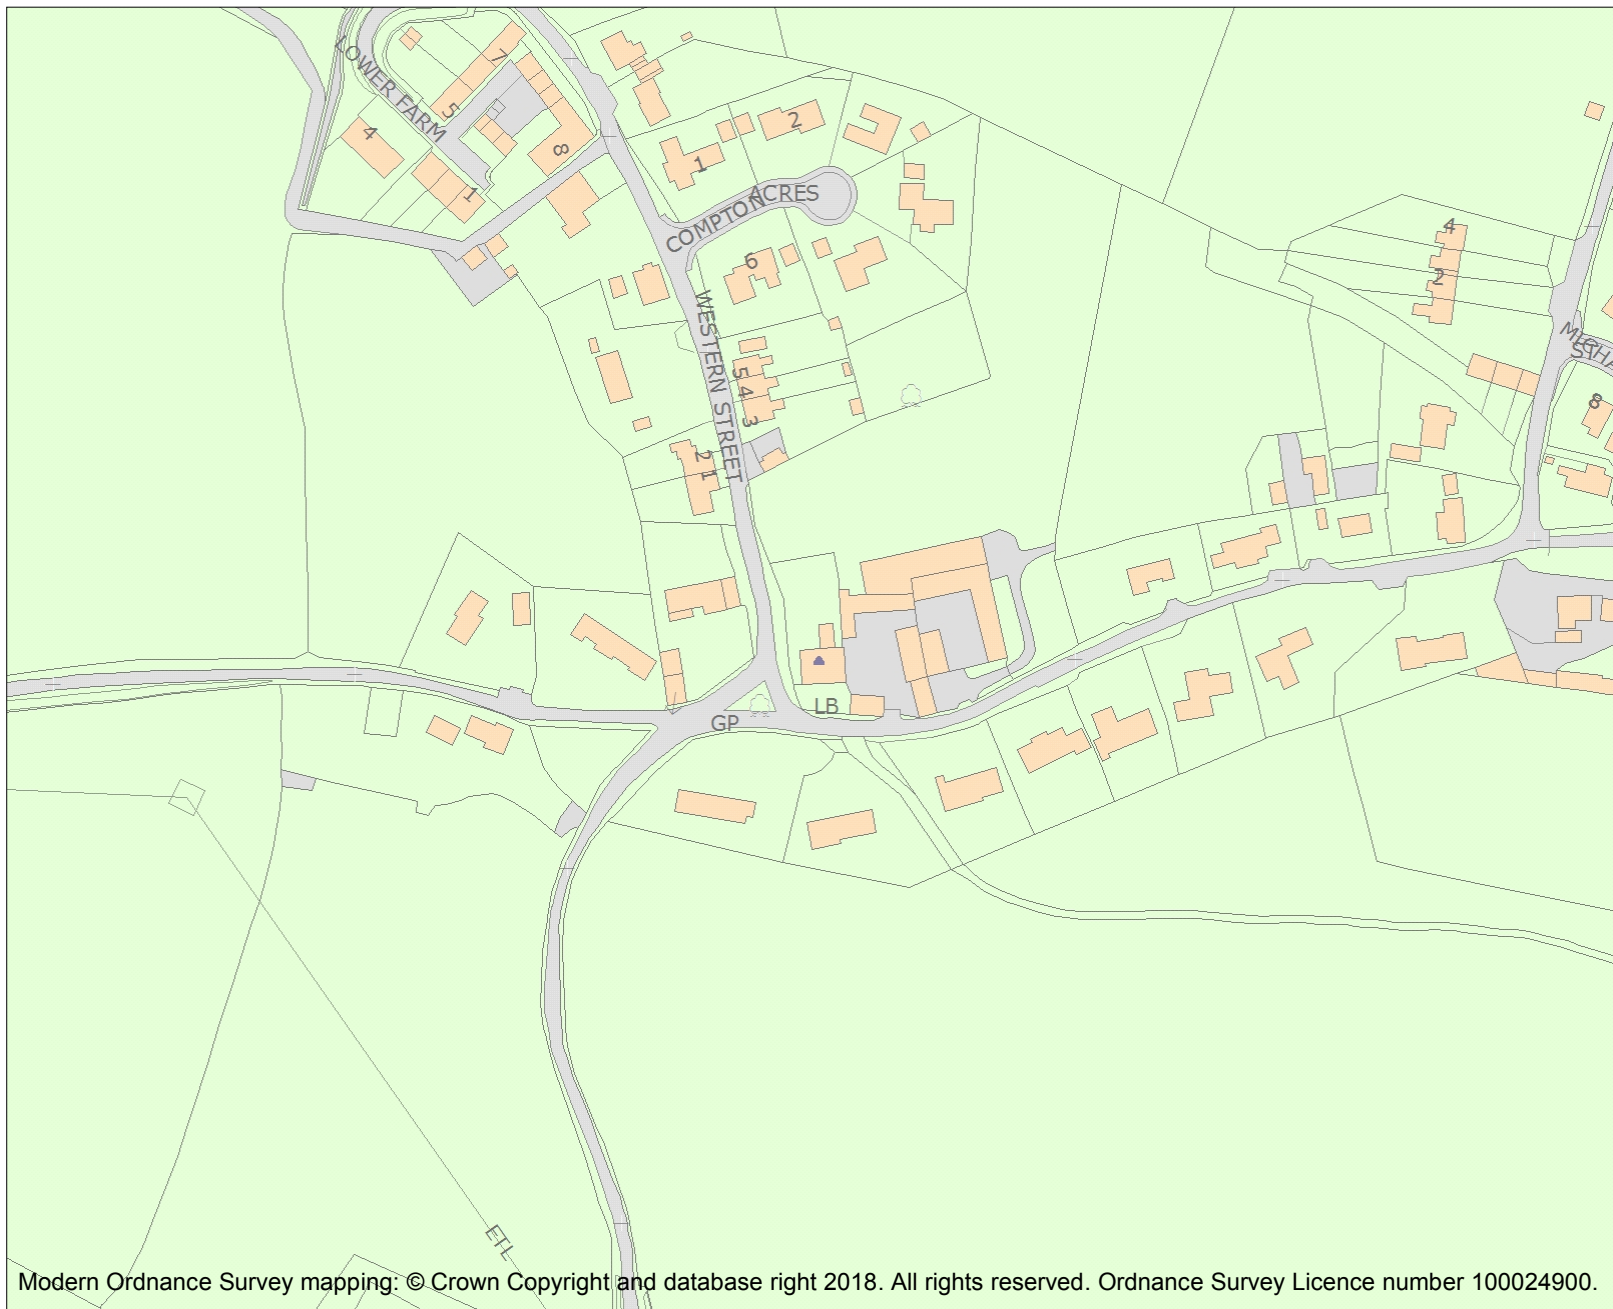 LOWER FARM
7
5
4
8
1
2
1
COMPTON ACRES
6
4
2
WESTERN STREET
5
4
3
2
1
8
LB
GP
ETL
Modern Ordnance Survey mapping: © Crown Copyright and database right 2018. All rights reserved. Ordnance Survey Licence number 100024900.